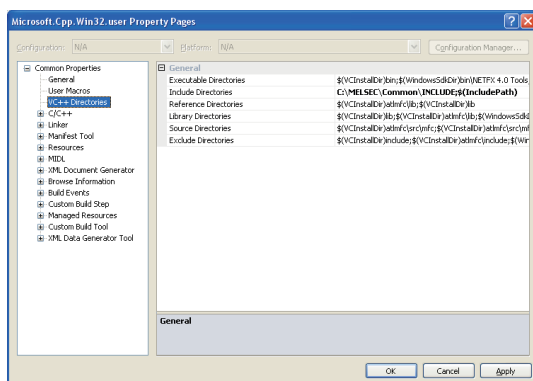 Microsoft.Cpp.Win32.user Property Pages
Configuration: N/A Platform: N/A Configuration Manager...
Common Properties
General
User Macros
VC++ Directories
C/C++
Linker
Manifest Tool
Resources
MIDL
XML Document Generator
Browse Information
Build Events
Custom Build Step
Managed Resources
Custom Build Tool
XML Data Generator Tool
General
Executable Directories $(VCInstallDir)bin;$(WindowsSdkDir)bin\NETFX 4.0 Tools
Include Directories C:\MELSEC\Common\INCLUDE;$(IncludePath)
Reference Directories $(VCInstallDir)atlmfc\lib;$(VCInstallDir)lib
Library Directories $(VCInstallDir)lib;$(VCInstallDir)atlmfc\lib;$(WindowsSdkD
Source Directories $(VCInstallDir)atlmfc\src\mfc;$(VCInstallDir)atlmfc\src\mf
Exclude Directories $(VCInstallDir)include;$(VCInstallDir)atlmfc\include;$(Win
General
OK Cancel Apply